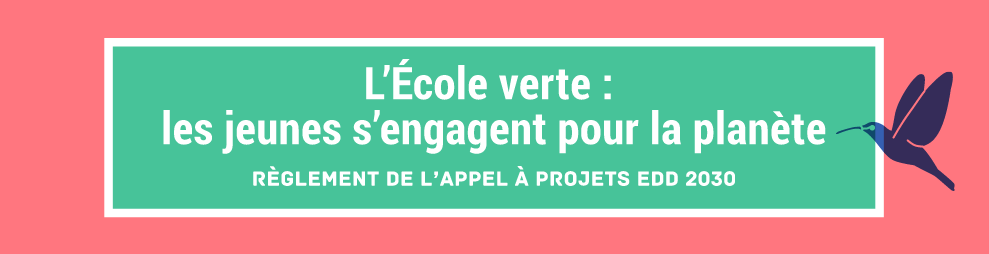 L’École verte :
les jeunes s’engagent pour la planète
RÈGLEMENT DE L’APPEL À PROJETS EDD 2030